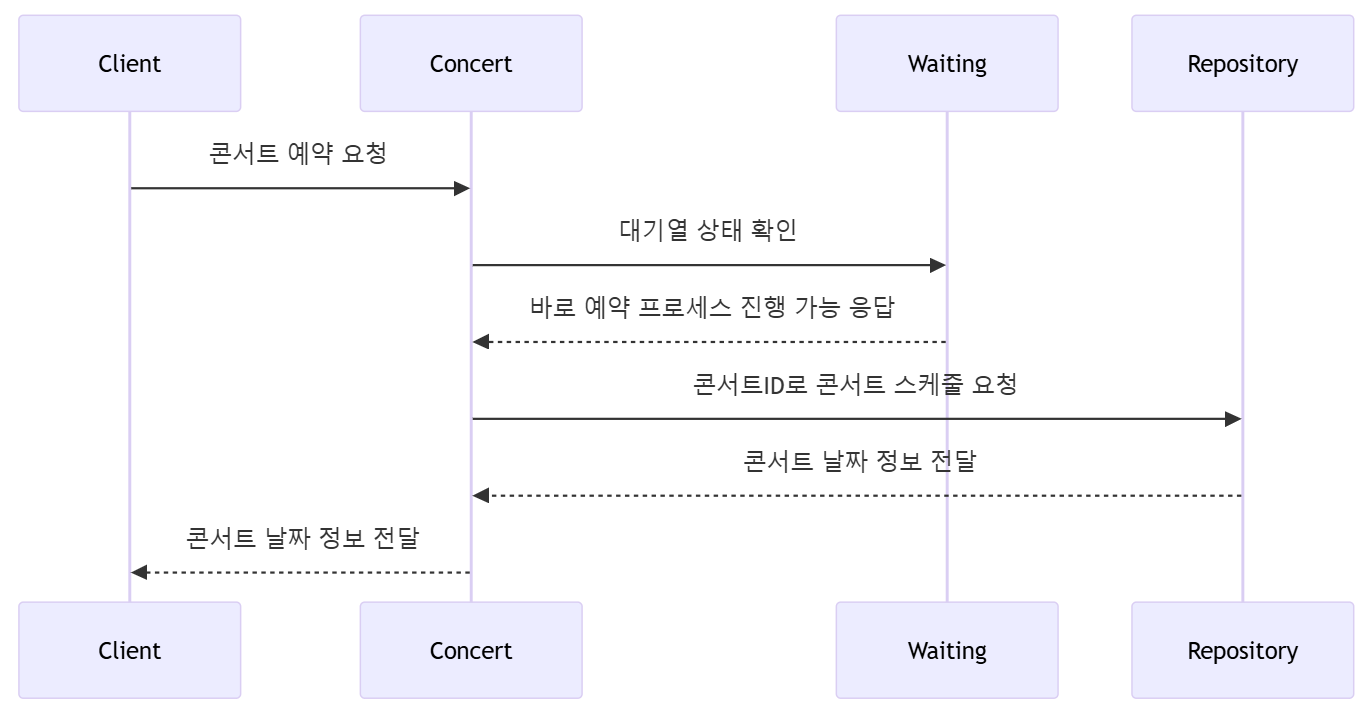 Client
Concert
Waiting
Repository
콘서트 예약 요청
대기열 상태 확인
바로 예약 프로세스 진행 가능 응답
콘서트ID로 콘서트 스케줄 요청
콘서트 날짜 정보 전달
콘서트 날짜 정보 전달
Client
Concert
Waiting
Repository